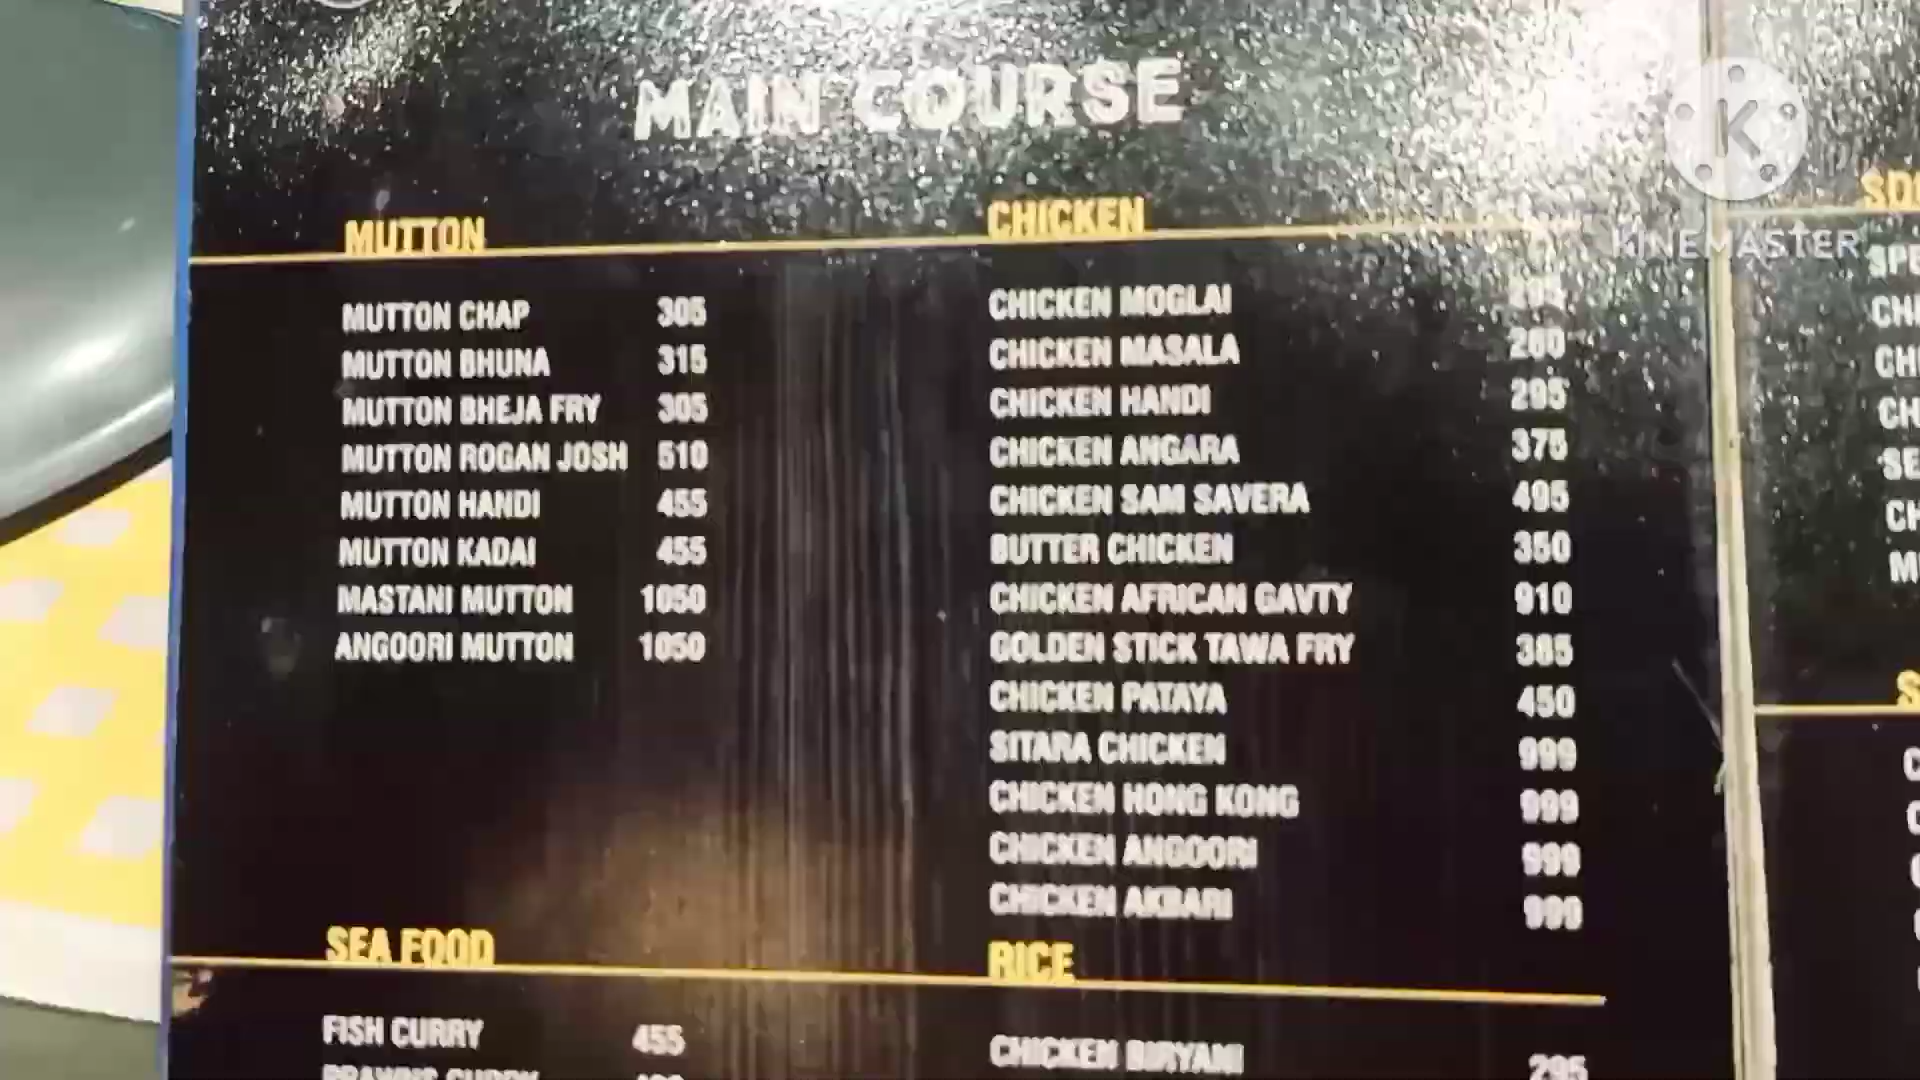 MAIN COURSE
MUTTON
MUTTON CHAP 305
MUTTON BHUNA 315
MUTTON BHEJA FRY 305
MUTTON ROGAN JOSH 510
MUTTON HANDI 455
MUTTON KADAI 455
MASTANI MUTTON 1050
ANGOORI MUTTON 1050
SEA FOOD
FISH CURRY 455
CHICKEN
CHICKEN MOGLAI
CHICKEN MASALA 260
CHICKEN HANDI 295
CHICKEN ANGARA 375
CHICKEN SAM SAVERA 495
BUTTER CHICKEN 350
CHICKEN AFRICAN GAVTY 910
GOLDEN STICK TAWA FRY 385
CHICKEN PATAYA 450
SITARA CHICKEN 999
CHICKEN HONG KONG 999
CHICKEN ANGOORI 999
CHICKEN AKBARI 999
RICE
CHICKEN BIRYANI 295
K
KINEMASTER